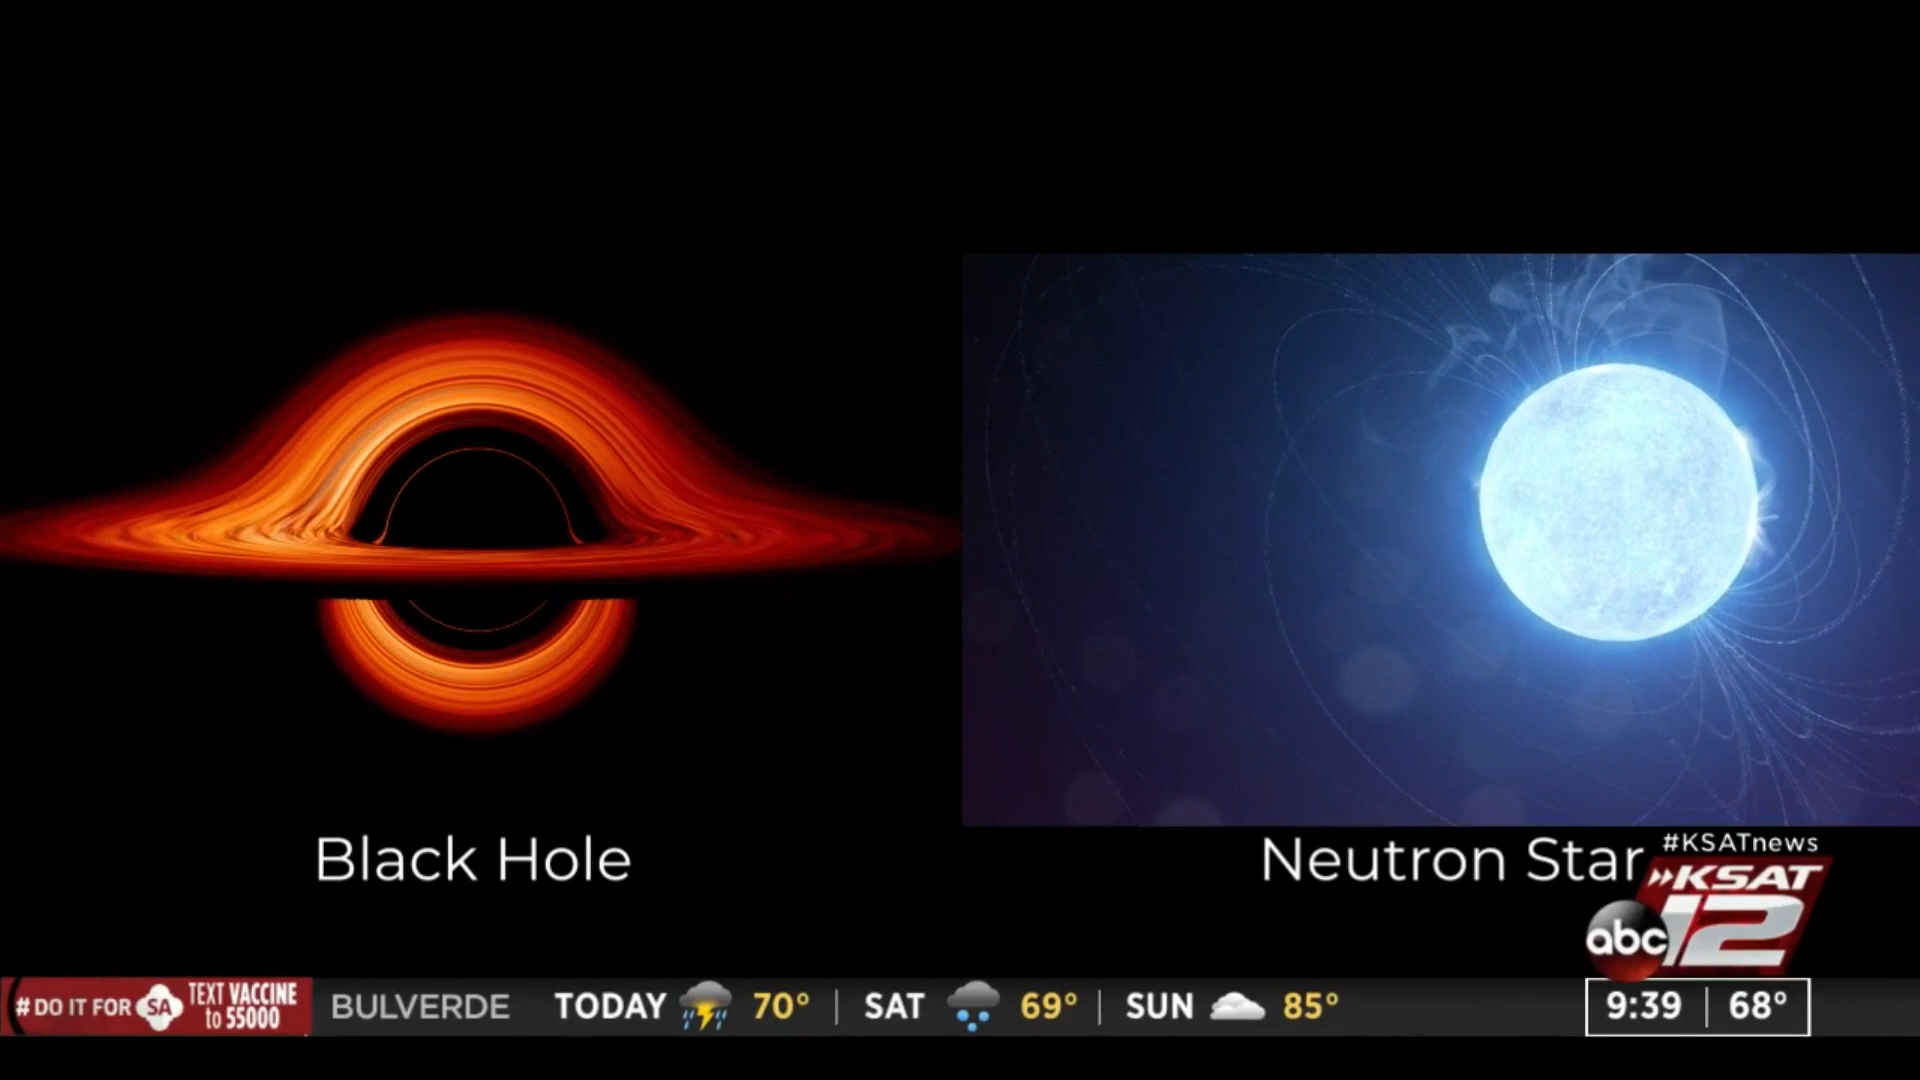 Black Hole
Neutron Star
#KSATnews
KSAT
12
abc
#DO IT FOR SA TEXT VACCINE
to 55000
BULVERDE TODAY 70° | SAT 69° | SUN 85°
9:39 | 68°